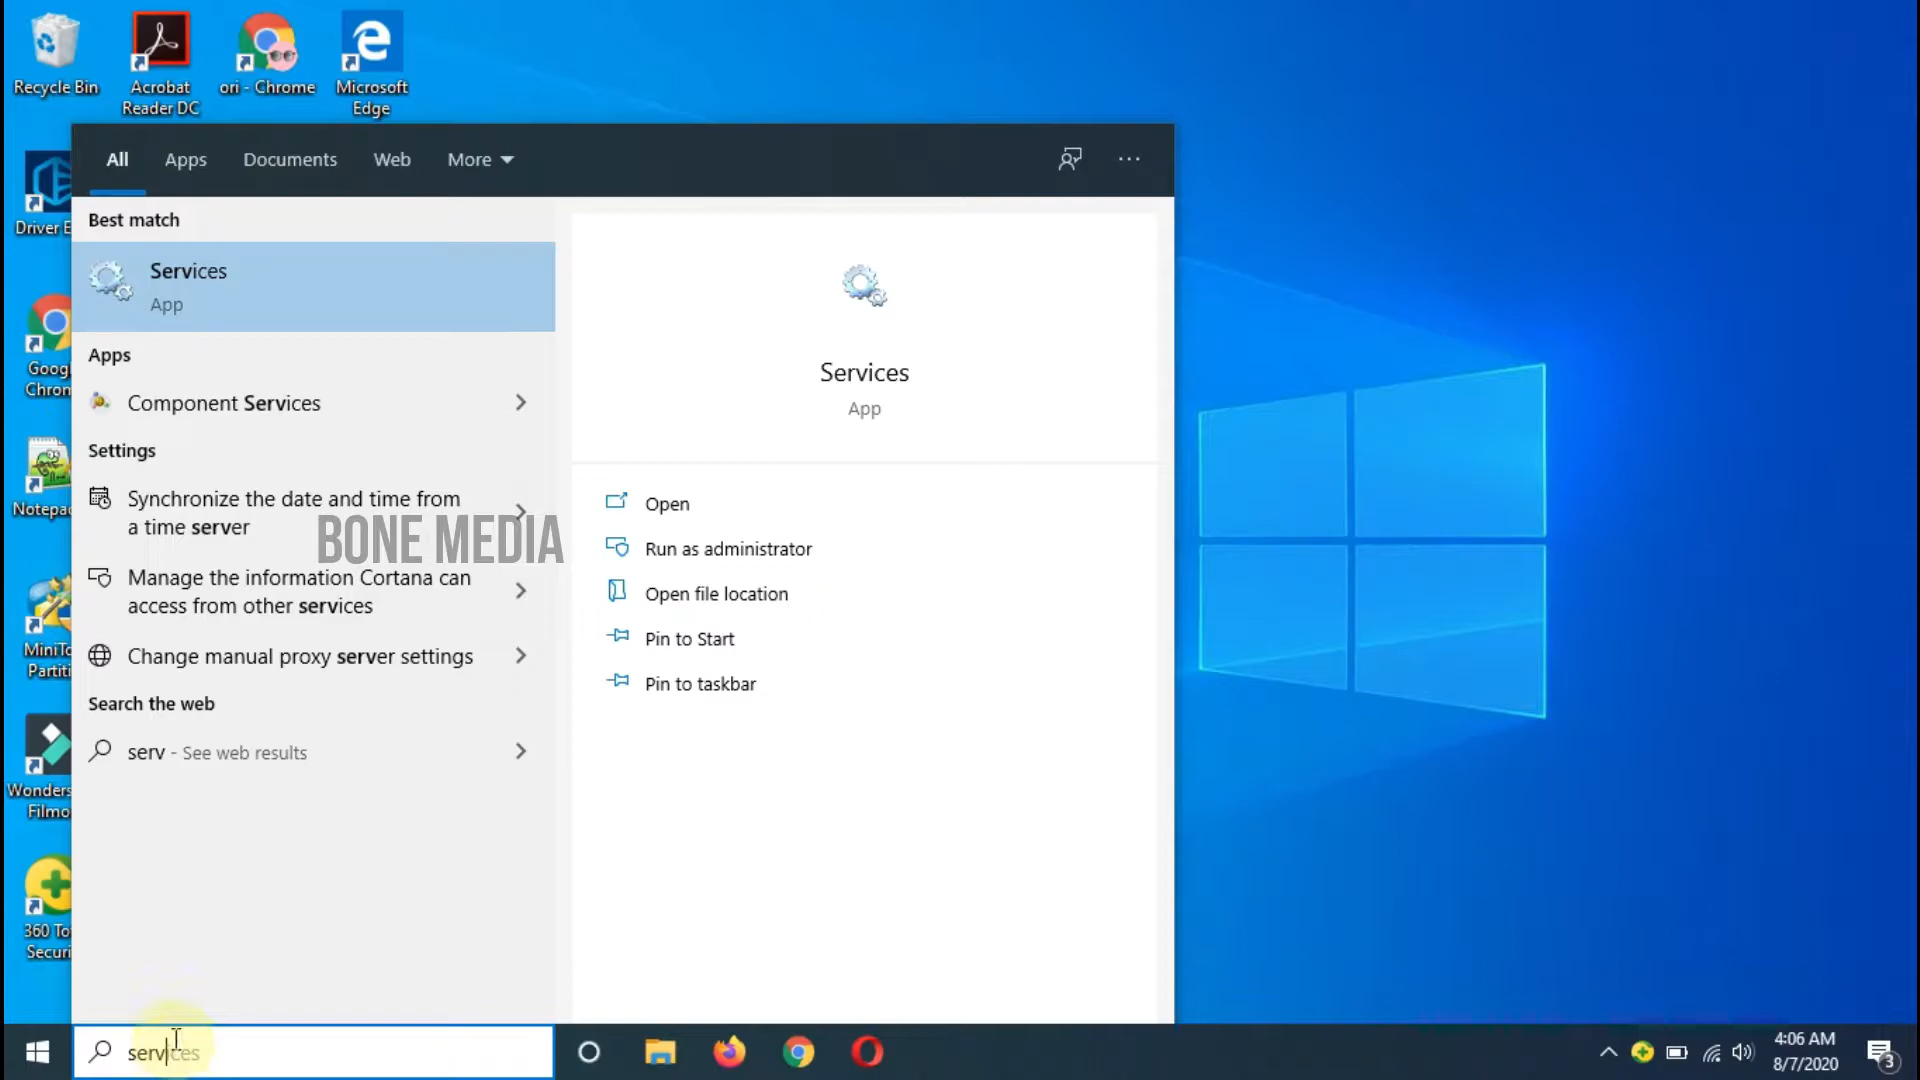 Recycle Bin
Acrobat
Reader DC
ori - Chrome
Microsoft
Edge
All
Apps
Documents
Web
More
Driver E
Best match
Services
App
Apps
Component Services
Settings
Synchronize the date and time from
a time server
Manage the information Cortana can
access from other services
Change manual proxy server settings
Search the web
serv - See web results
Services
App
Open
Run as administrator
Open file location
Pin to Start
Pin to taskbar
BONE MEDIA
Goog
Chron
Notepa
MiniTo
Partiti
Wonders
Filmo
360 To
Securi
services
4:06 AM
8/7/2020
3